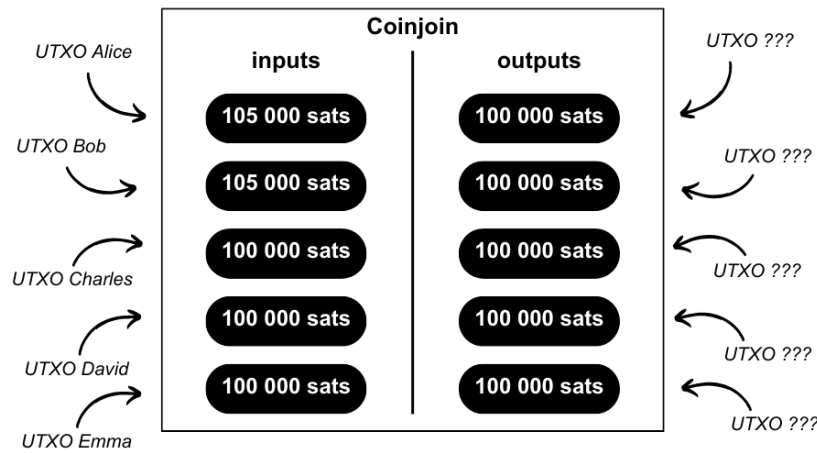 Coinjoin
inputs
outputs
UTXO Alice
105 000 sats
100 000 sats
UTXO ???
UTXO Bob
105 000 sats
100 000 sats
UTXO ???
UTXO Charles
100 000 sats
100 000 sats
UTXO ???
UTXO David
100 000 sats
100 000 sats
UTXO ???
UTXO Emma
100 000 sats
100 000 sats
UTXO ???